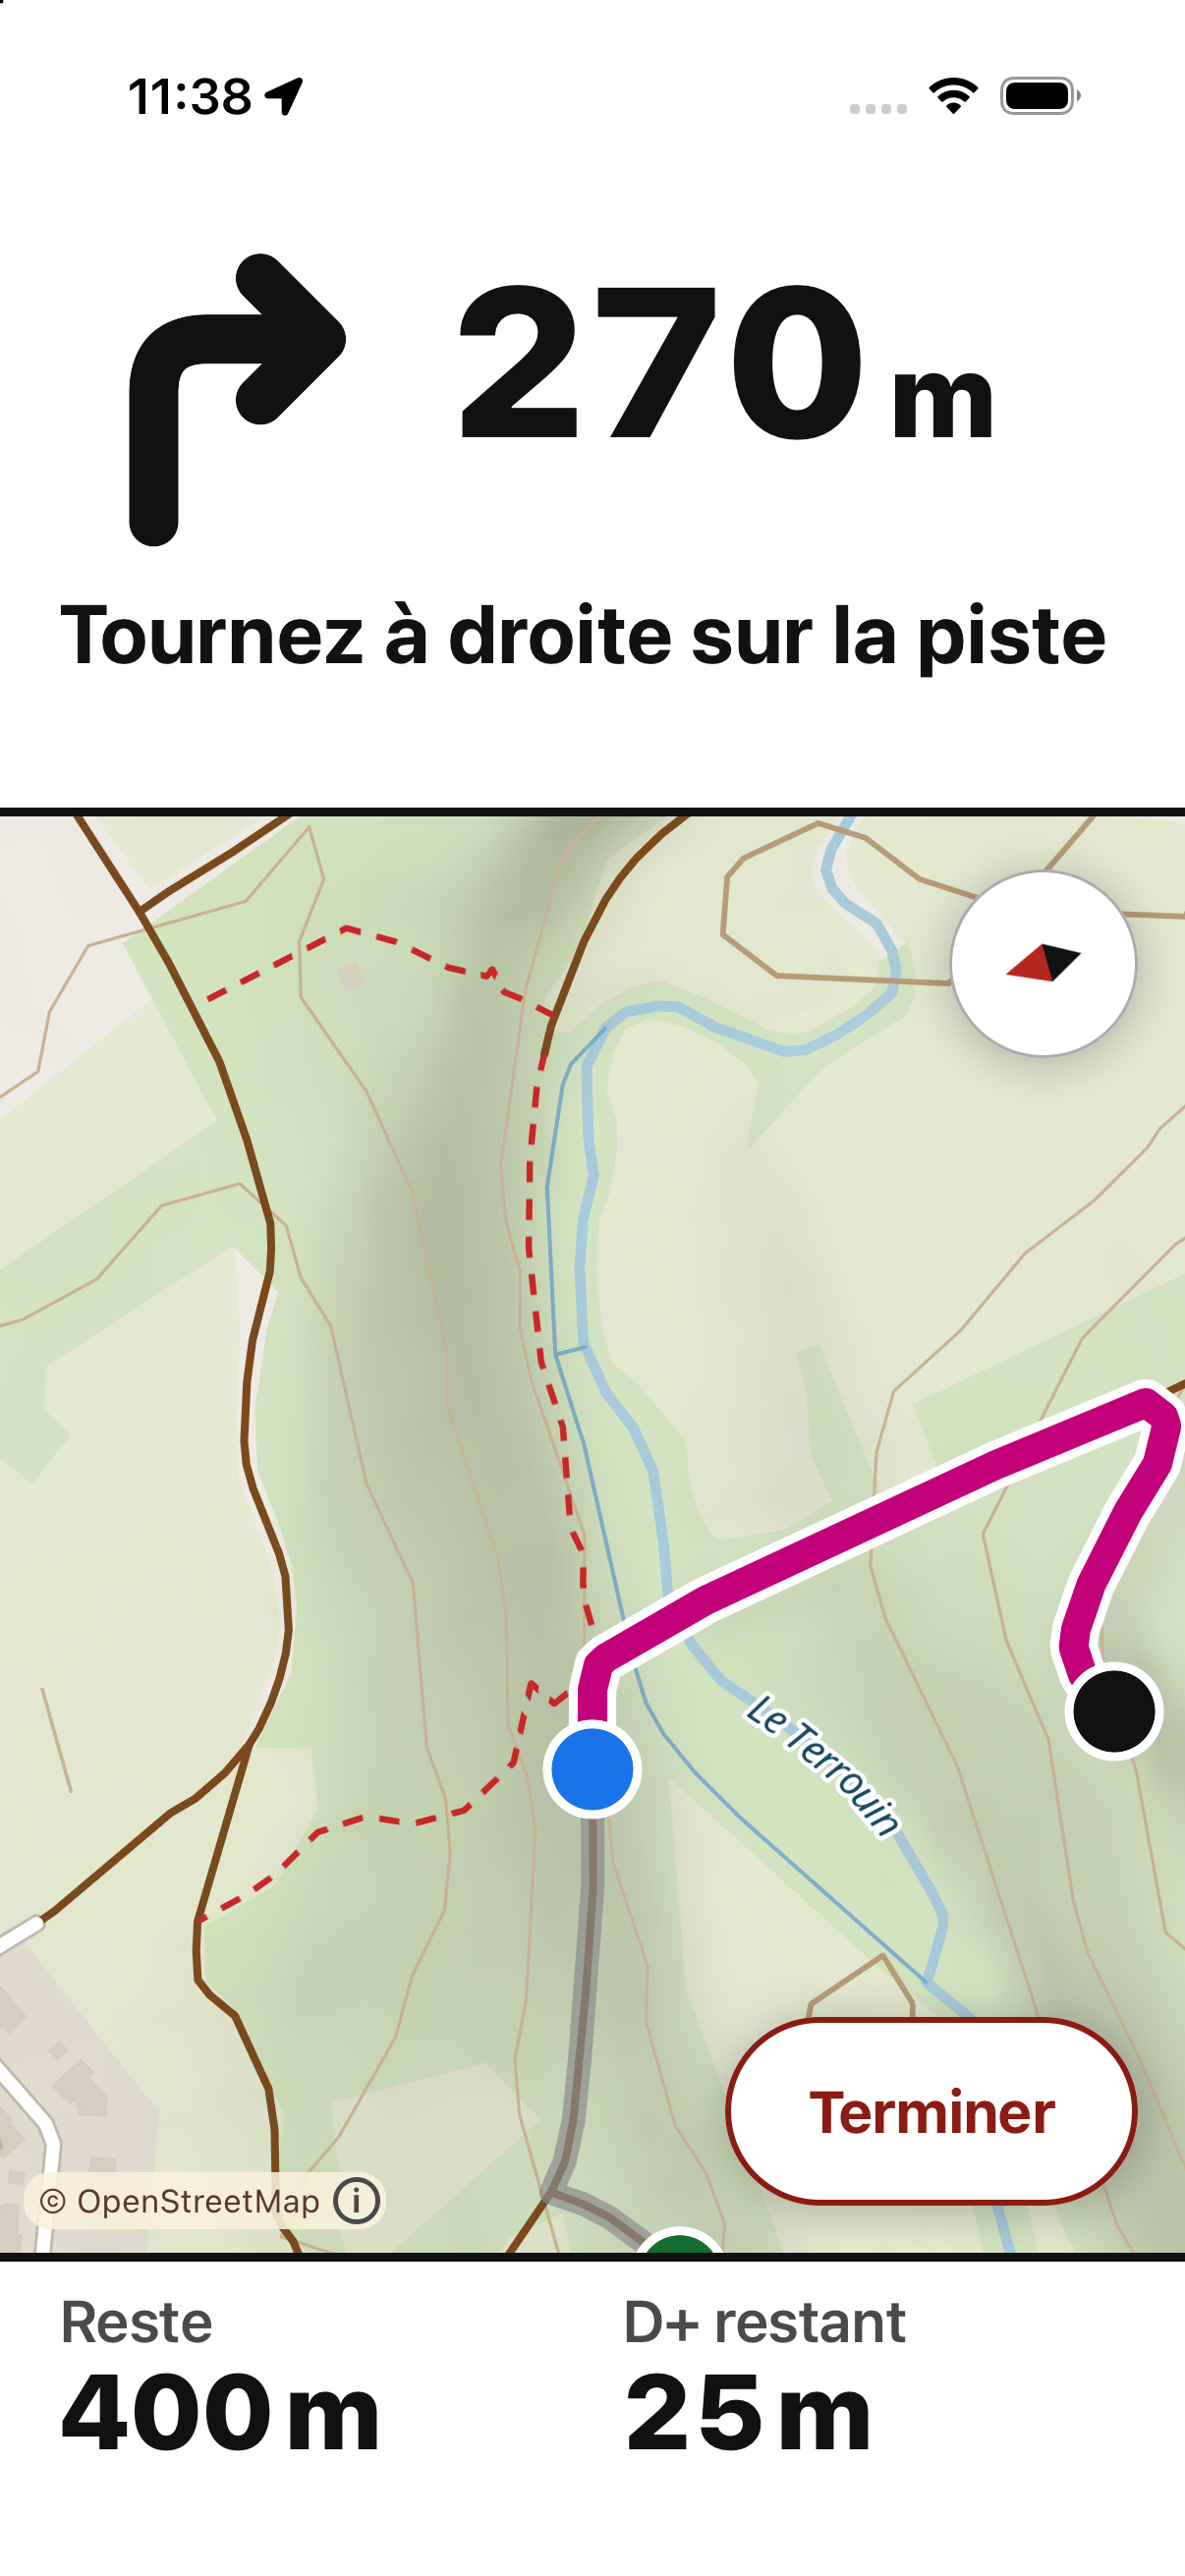 11:38
270 m
Tournez à droite sur la piste
Le Terrouin
Terminer
© OpenStreetMap i
Reste
400 m
D+ restant
25 m